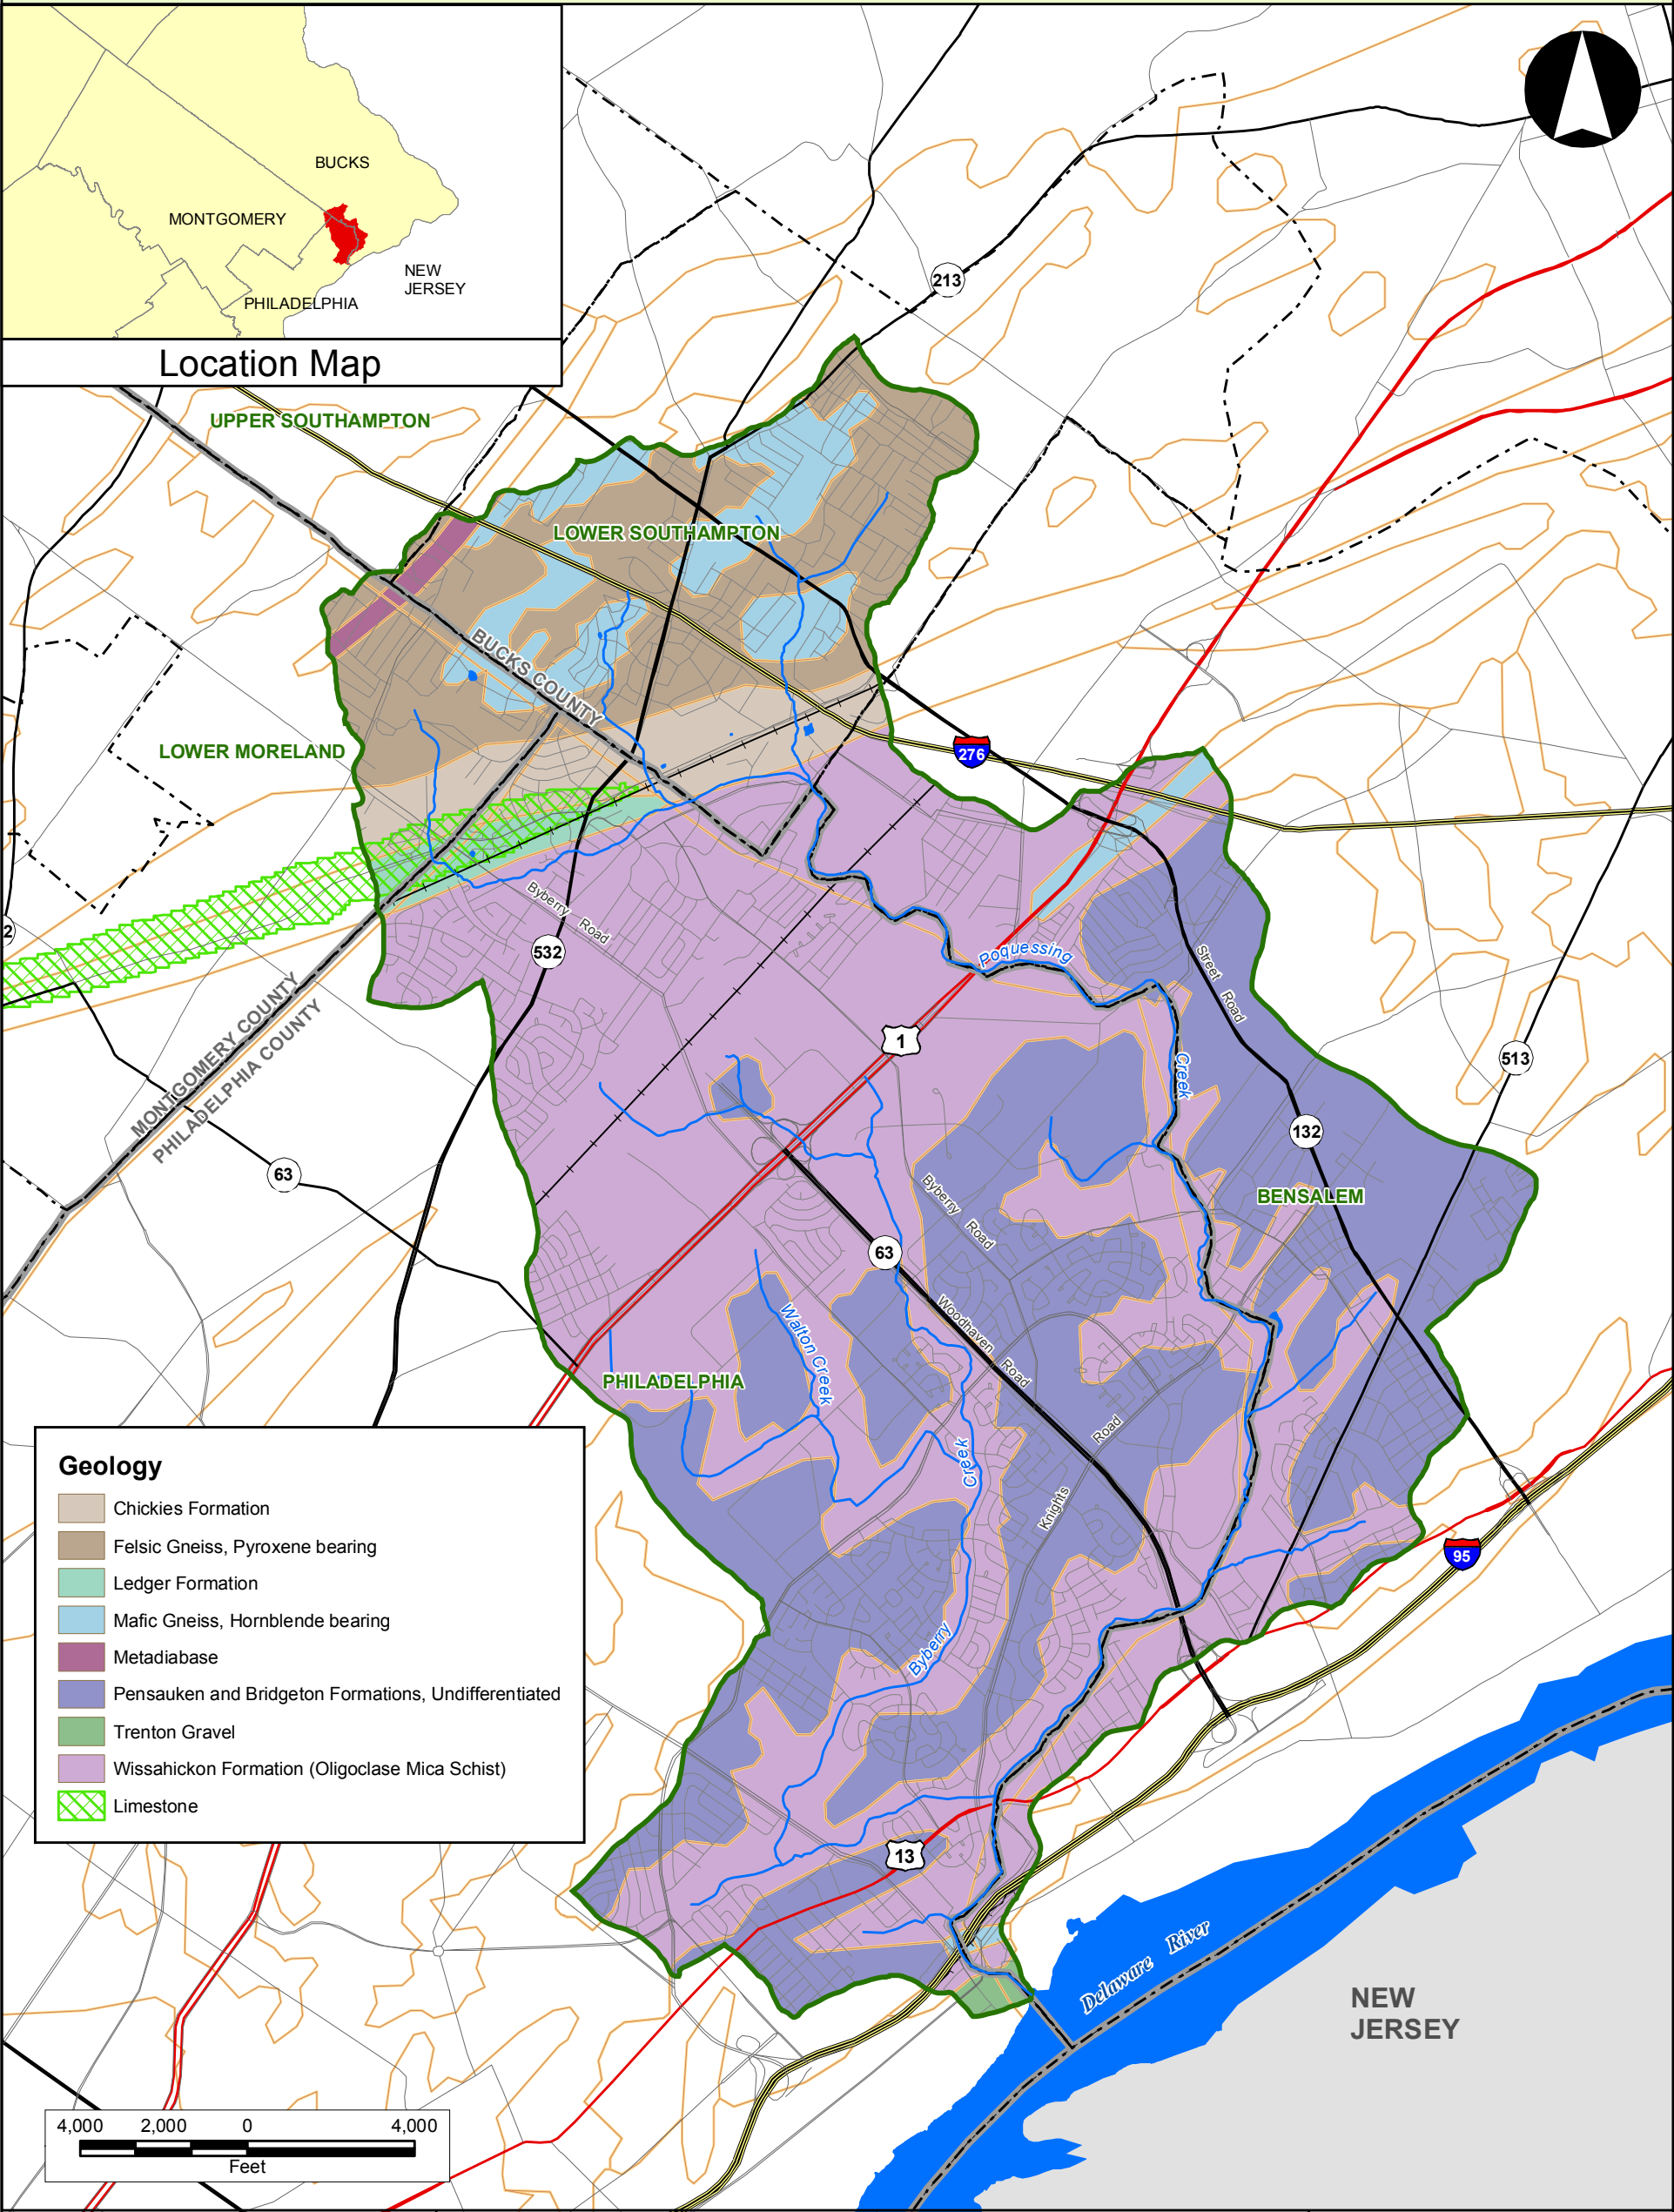 BUCKS
MONTGOMERY
NEW
JERSEY
PHILADELPHIA
Location Map
213
UPPER SOUTHAMPTON
LOWER SOUTHAMPTON
BUCKS COUNTY
LOWER MORELAND
276
2
Byberry Road
532
Poquessing
Street Road
MONTGOMERY COUNTY
PHILADELPHIA COUNTY
1
Creek
513
132
63
Byberry Road
BENSALEM
63
Woodhaven Road
Walton Creek
PHILADELPHIA
Road
Creek
Knights
95
Geology
Chickies Formation
Felsic Gneiss, Pyroxene bearing
Ledger Formation
Mafic Gneiss, Hornblende bearing
Metadiabase
Pensauken and Bridgeton Formations, Undifferentiated
Trenton Gravel
Wissahickon Formation (Oligoclase Mica Schist)
Limestone
Byberry
13
Delaware River
NEW
JERSEY
4,000 2,000 0 4,000
Feet